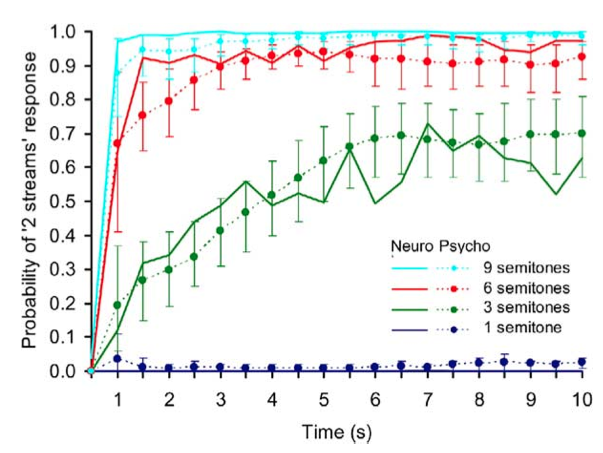 Probability of '2 streams' response
1.0
0.9
0.8
0.7
0.6
0.5
0.4
0.3
0.2
0.1
0.0
Neuro Psycho
9 semitones
6 semitones
3 semitones
1 semitone
1 2 3 4 5 6 7 8 9 10
Time (s)